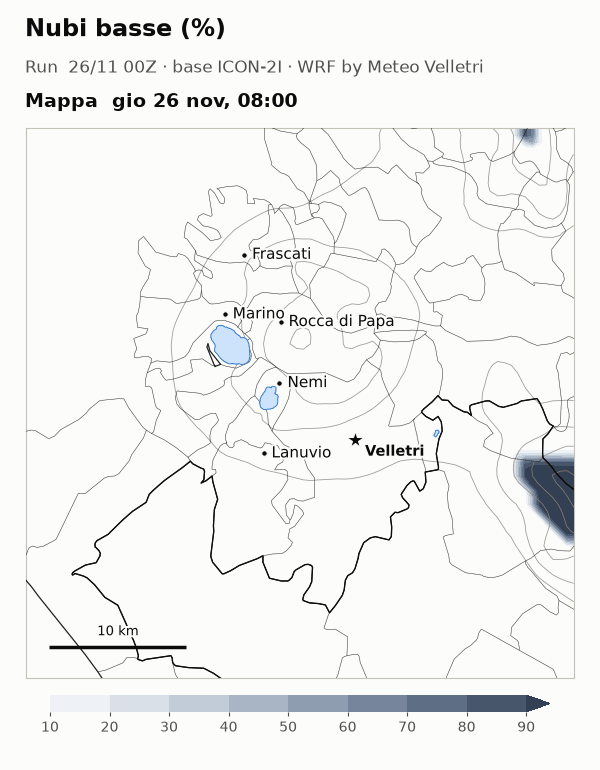 Nubi basse (%)
Run  26/11 00Z · base ICON-2I · WRF by Meteo Velletri
Mappa  gio 26 nov, 08:00
Frascati
Marino
Rocca di Papa
Nemi
Velletri
Lanuvio
10 km
10 20 30 40 50 60 70 80 90